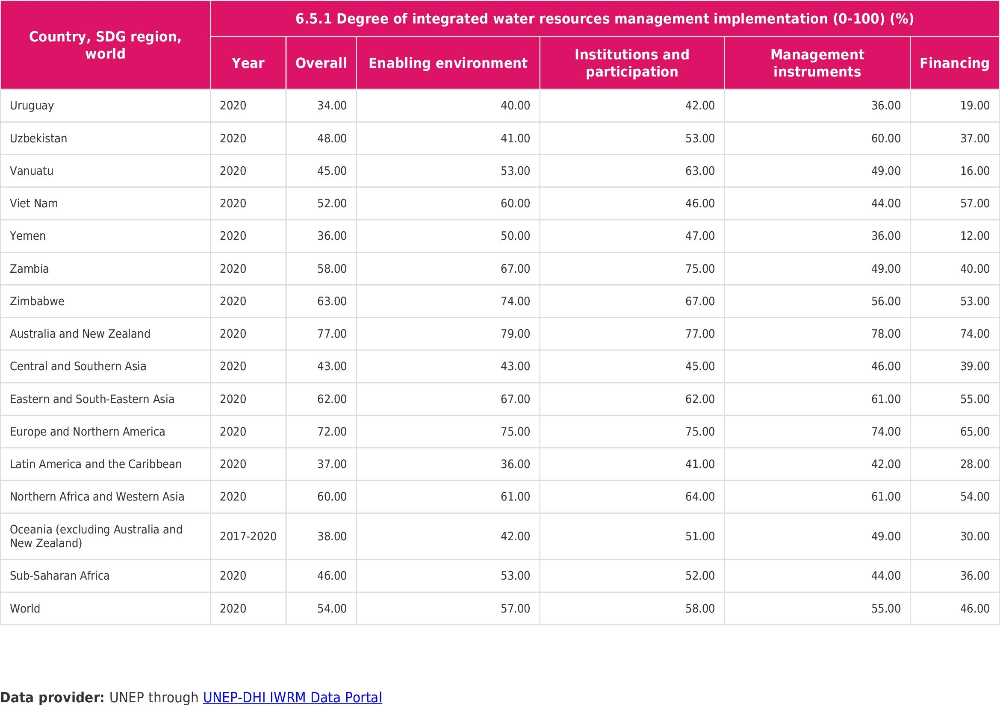 Country, SDG region,
world
6.5.1 Degree of integrated water resources management implementation (0-100) (%)
Year Overall Enabling environment Institutions and participation Management instruments Financing
Uruguay 2020 34.00 40.00 42.00 36.00 19.00
Uzbekistan 2020 48.00 41.00 53.00 60.00 37.00
Vanuatu 2020 45.00 53.00 63.00 49.00 16.00
Viet Nam 2020 52.00 60.00 46.00 44.00 57.00
Yemen 2020 36.00 50.00 47.00 36.00 12.00
Zambia 2020 58.00 67.00 75.00 49.00 40.00
Zimbabwe 2020 63.00 74.00 67.00 56.00 53.00
Australia and New Zealand 2020 77.00 79.00 77.00 78.00 74.00
Central and Southern Asia 2020 43.00 43.00 45.00 46.00 39.00
Eastern and South-Eastern Asia 2020 62.00 67.00 62.00 61.00 55.00
Europe and Northern America 2020 72.00 75.00 75.00 74.00 65.00
Latin America and the Caribbean 2020 37.00 36.00 41.00 42.00 28.00
Northern Africa and Western Asia 2020 60.00 61.00 64.00 61.00 54.00
Oceania (excluding Australia and
New Zealand) 2017-2020 38.00 42.00 51.00 49.00 30.00
Sub-Saharan Africa 2020 46.00 53.00 52.00 44.00 36.00
World 2020 54.00 57.00 58.00 55.00 46.00
Data provider: UNEP through UNEP-DHI IWRM Data Portal